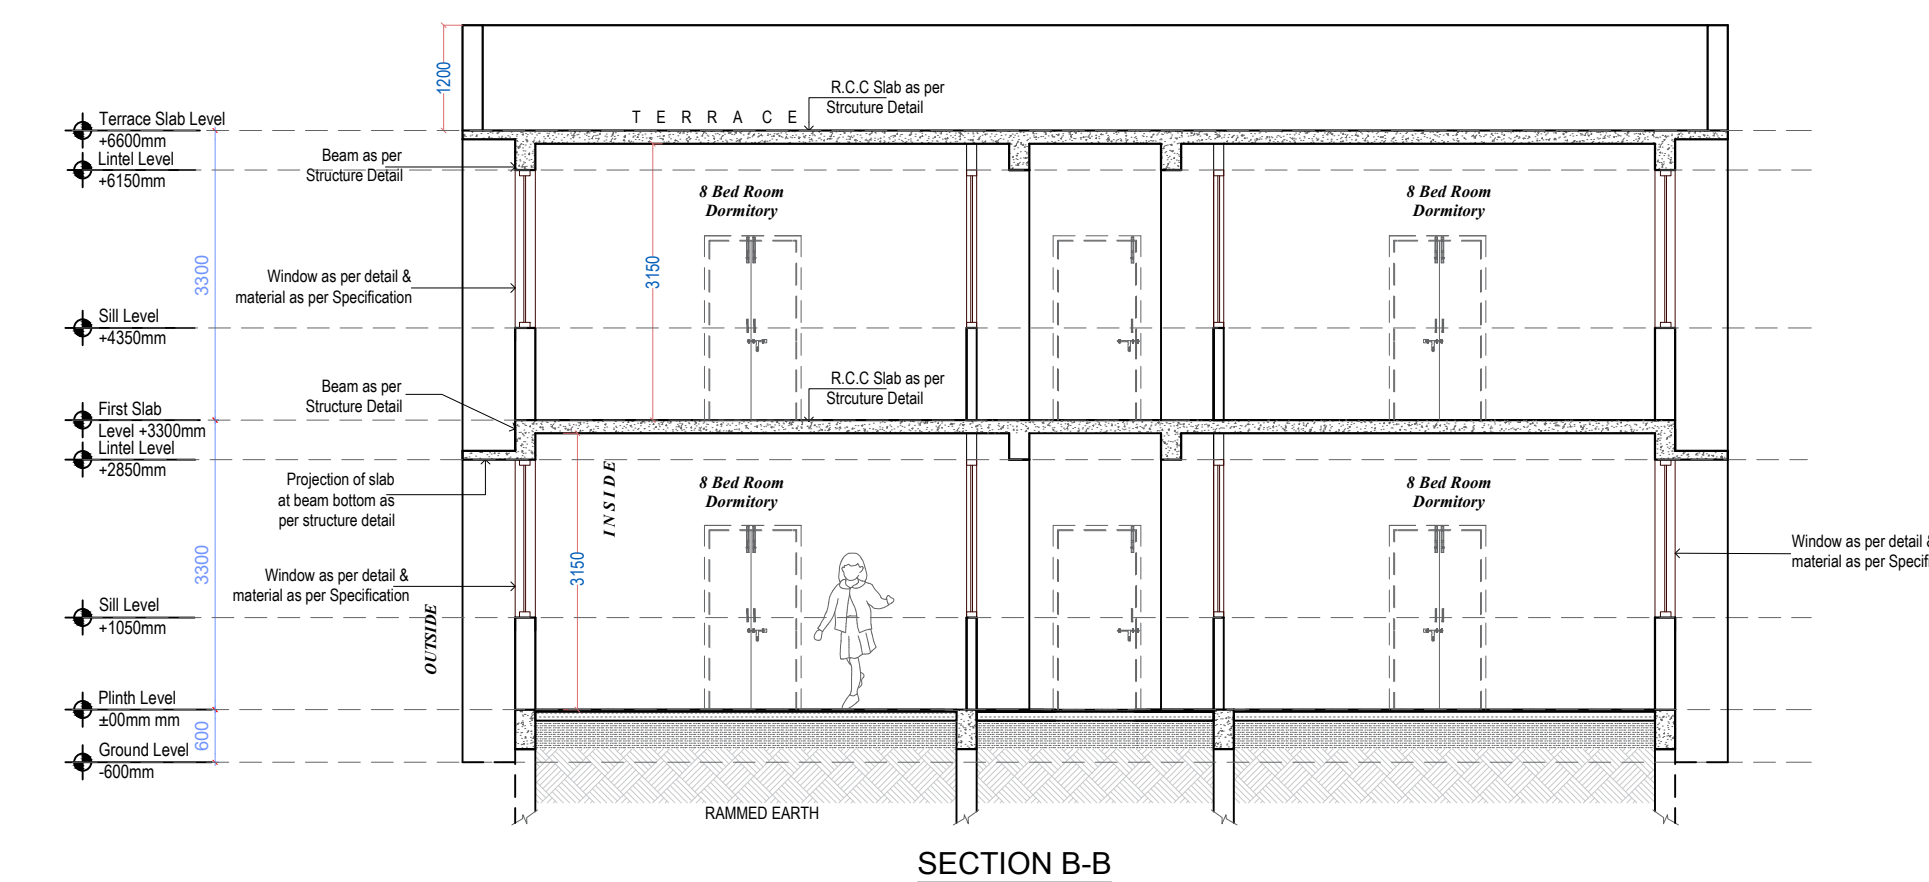 1200
R.C.C Slab as per
Strcuture Detail
T E R R A C E
Terrace Slab Level
+6600mm
Lintel Level
+6150mm
Beam as per
Structure Detail
8 Bed Room
Dormitory
8 Bed Room
Dormitory
3300
3150
Window as per detail &
material as per Specification
Sill Level
+4350mm
Beam as per
Structure Detail
R.C.C Slab as per
Strcuture Detail
First Slab
Level +3300mm
Lintel Level
+2850mm
Projection of slab
at beam bottom as
per structure detail
INSIDE
8 Bed Room
Dormitory
8 Bed Room
Dormitory
3300
3150
Window as per detail &
material as per Specification
Window as per detail &
material as per Specifi
Sill Level
+1050mm
OUTSIDE
Plinth Level
±00mm mm
600
Ground Level
-600mm
RAMMED EARTH
SECTION B-B